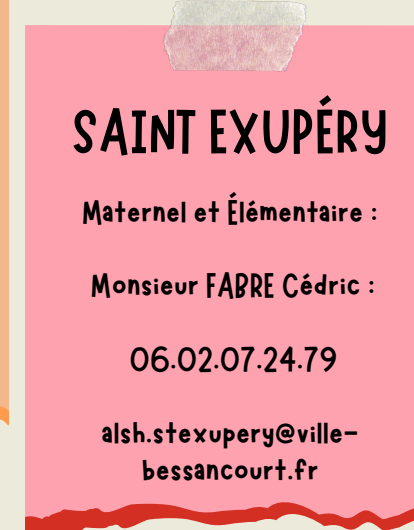 SAINT EXUPÉRY
Maternel et Élémentaire :
Monsieur FABRE Cédric :
06.02.07.24.79
alsh.stexupery@ville-
bessancourt.fr